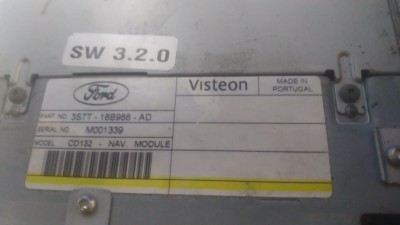 SW 3.2.0
Ford
Visteon
MADE IN
PORTUGAL
PART NO. 3S7T - 18B988 - AD
SERIAL NO. M001339
MODEL CD132 - NAV. MODULE